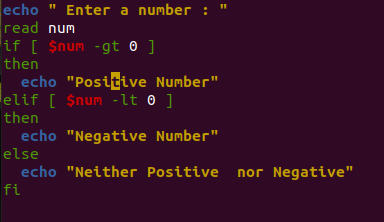 echo " Enter a number : "
read num
if [ $num -gt 0 ]
then
  echo "Positive Number"
elif [ $num -lt 0 ]
then
  echo "Negative Number"
else
  echo "Neither Positive  nor Negative"
fi